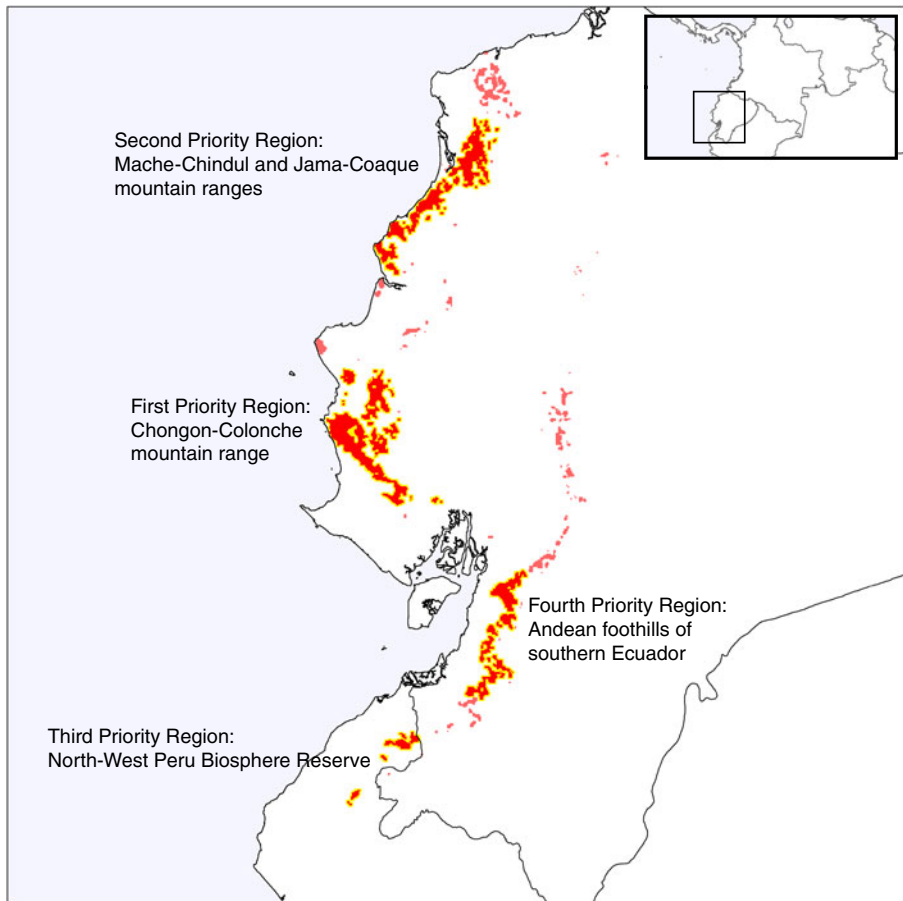 Second Priority Region:
Mache-Chindul and Jama-Coaque
mountain ranges
First Priority Region:
Chongon-Colonche
mountain range
Fourth Priority Region:
Andean foothills of
southern Ecuador
Third Priority Region:
North-West Peru Biosphere Reserve